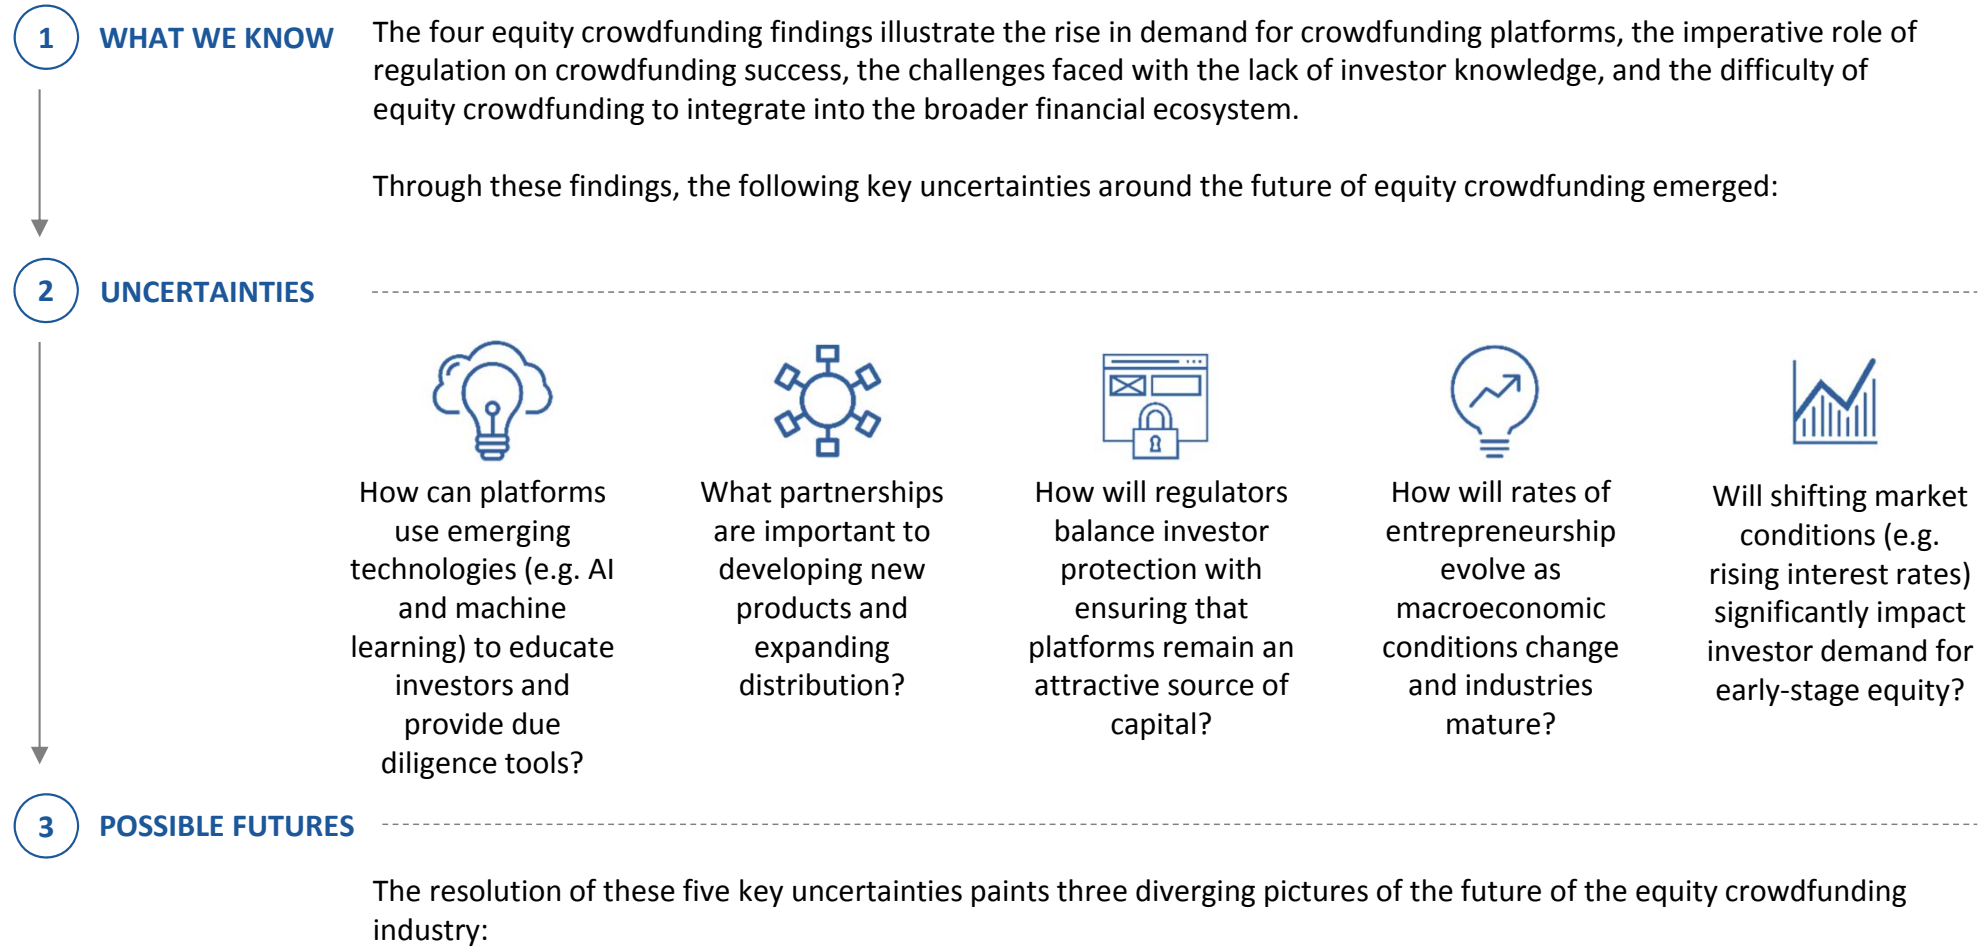 1 WHAT WE KNOW
The four equity crowdfunding findings illustrate the rise in demand for crowdfunding platforms, the imperative role of
regulation on crowdfunding success, the challenges faced with the lack of investor knowledge, and the difficulty of
equity crowdfunding to integrate into the broader financial ecosystem.
Through these findings, the following key uncertainties around the future of equity crowdfunding emerged:
2 UNCERTAINTIES
How can platforms
use emerging
technologies (e.g. AI
and machine
learning) to educate
investors and
provide due
diligence tools?
What partnerships
are important to
developing new
products and
expanding
distribution?
How will regulators
balance investor
protection with
ensuring that
platforms remain an
attractive source of
capital?
How will rates of
entrepreneurship
evolve as
macroeconomic
conditions change
and industries
mature?
Will shifting market
conditions (e.g.
rising interest rates)
significantly impact
investor demand for
early-stage equity?
3 POSSIBLE FUTURES
The resolution of these five key uncertainties paints three diverging pictures of the future of the equity crowdfunding
industry: